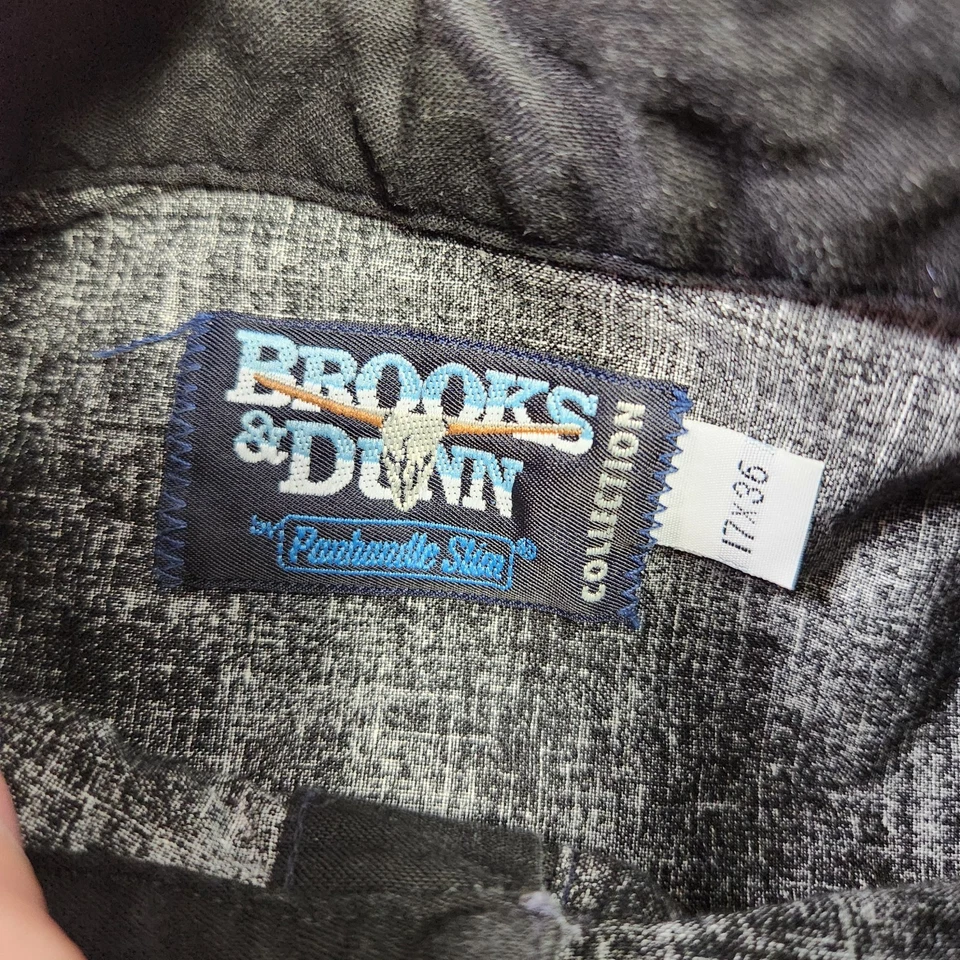 BROOKS
& DUNN
COLLECTION
by Panhandle Slim®
17X36